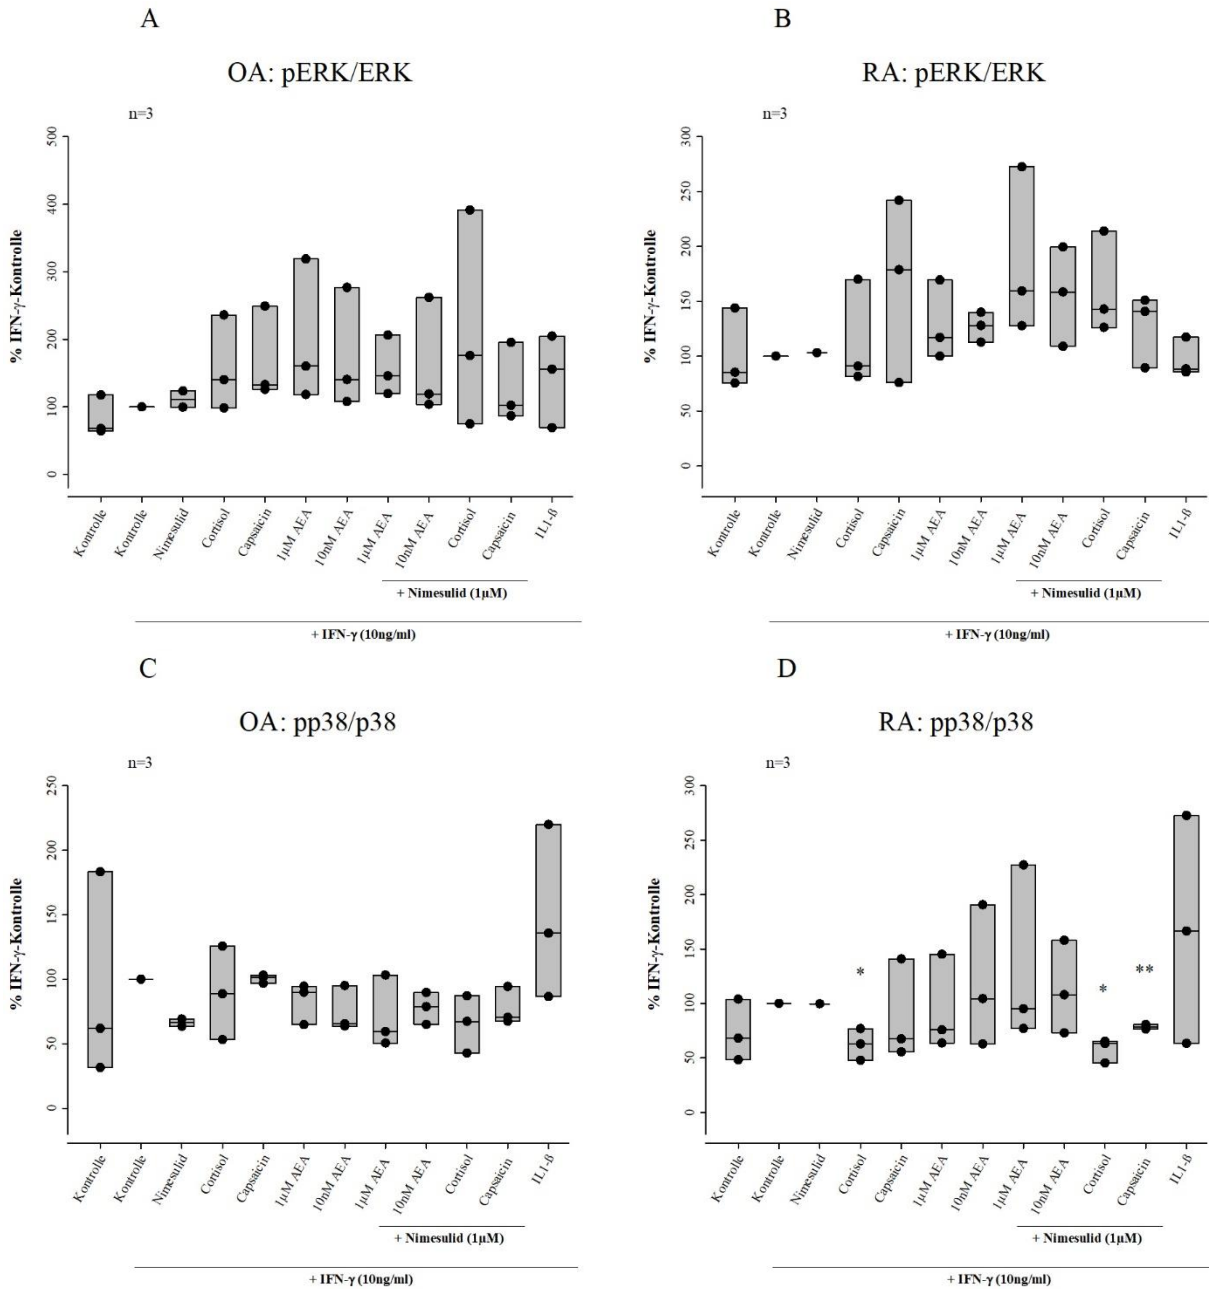 A
OA: pERK/ERK
n=3
% IFN-γ-Kontrolle
500
400
300
200
100
0
Kontrolle
Kontrolle
Nimesulid
Cortisol
Capsaicin
1µM AEA
10nM AEA
1µM AEA
10nM AEA
Cortisol
Capsaicin
IL1-ß
+ Nimesulid (1µM)
+ IFN-γ (10ng/ml)
B
RA: pERK/ERK
n=3
% IFN-γ-Kontrolle
300
250
200
150
100
50
0
Kontrolle
Kontrolle
Nimesulid
Cortisol
Capsaicin
1µM AEA
10nM AEA
1µM AEA
10nM AEA
Cortisol
Capsaicin
IL1-ß
+ Nimesulid (1µM)
+ IFN-γ (10ng/ml)
C
OA: pp38/p38
n=3
% IFN-γ-Kontrolle
250
200
150
100
50
0
Kontrolle
Kontrolle
Nimesulid
Cortisol
Capsaicin
1µM AEA
10nM AEA
1µM AEA
10nM AEA
Cortisol
Capsaicin
IL1-ß
+ Nimesulid (1µM)
+ IFN-γ (10ng/ml)
D
RA: pp38/p38
n=3
% IFN-γ-Kontrolle
300
250
200
150
100
50
0
*
*
**
Kontrolle
Kontrolle
Nimesulid
Cortisol
Capsaicin
1µM AEA
10nM AEA
1µM AEA
10nM AEA
Cortisol
Capsaicin
IL1-ß
+ Nimesulid (1µM)
+ IFN-γ (10ng/ml)